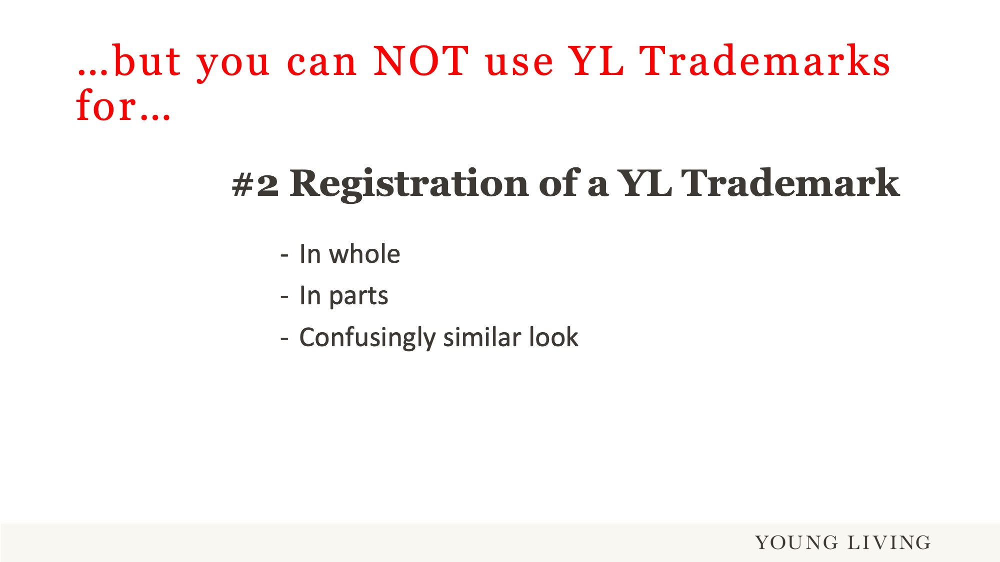 …but you can NOT use YL Trademarks
for…
#2 Registration of a YL Trademark
- In whole
- In parts
- Confusingly similar look
YOUNG LIVING